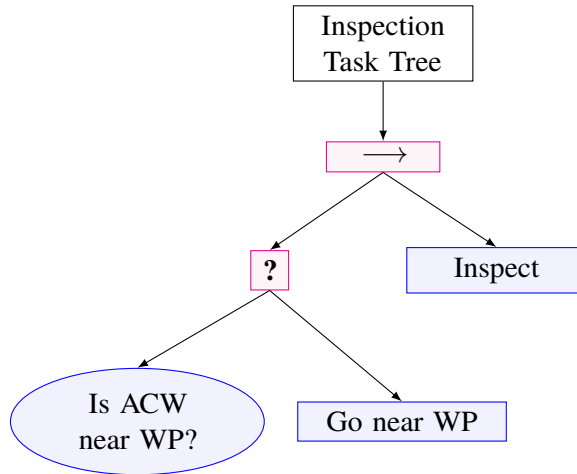 Inspection
Task Tree
⟶
?
Inspect
Is ACW
near WP?
Go near WP